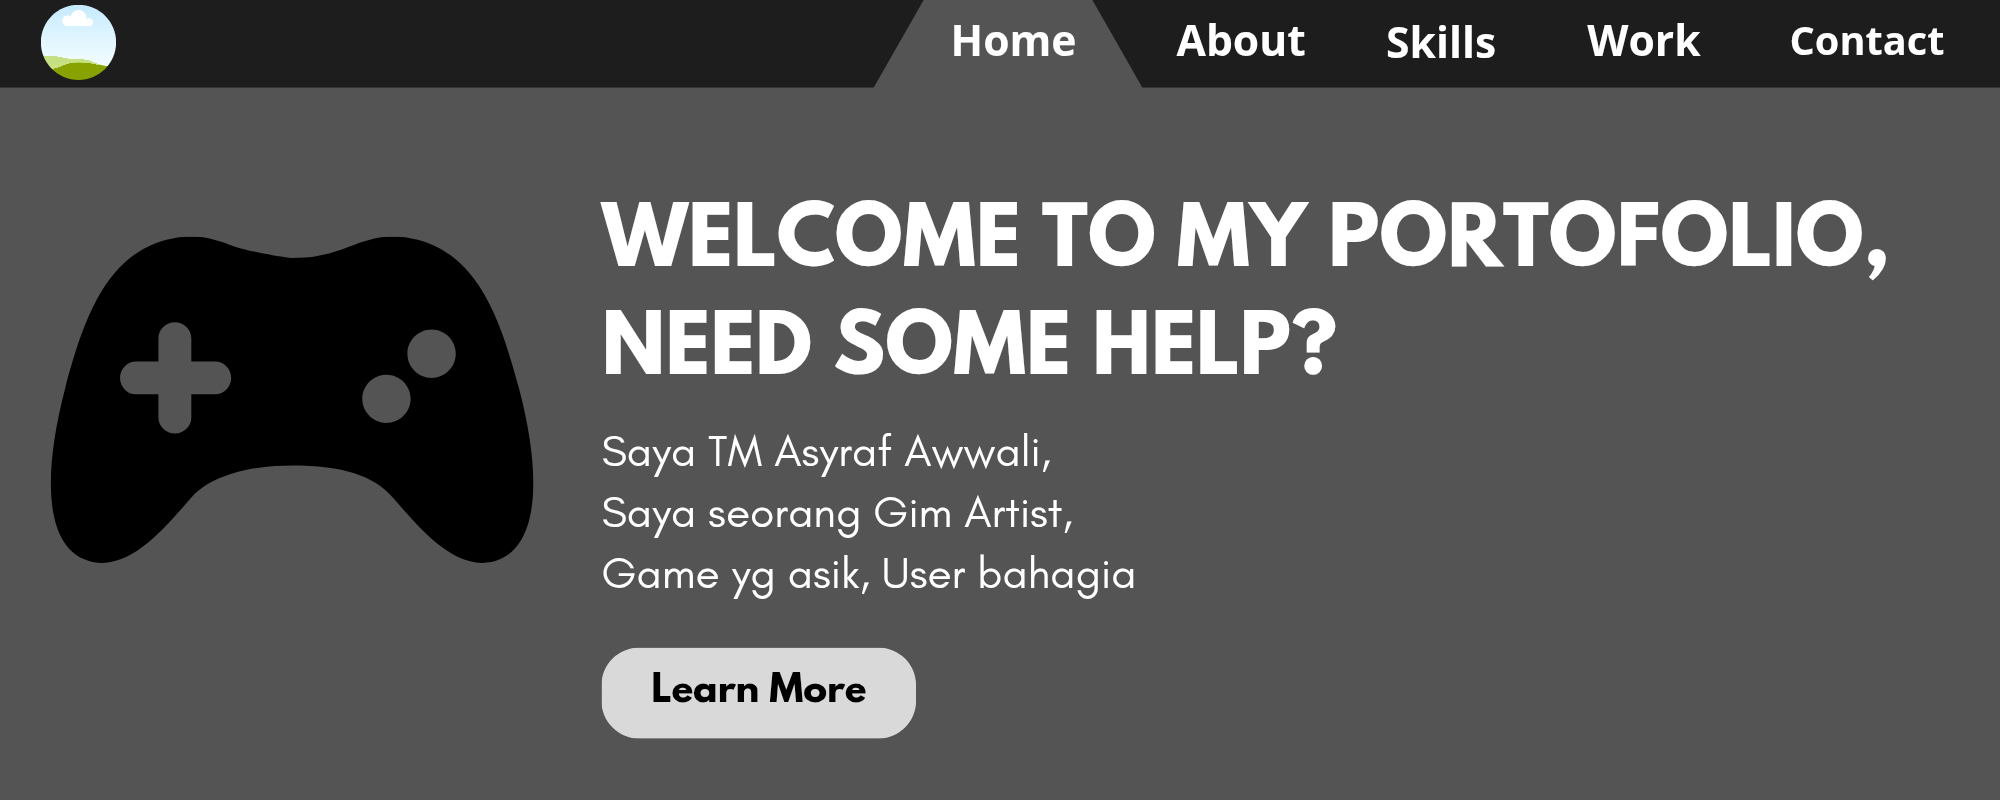 Home About Skills Work Contact
WELCOME TO MY PORTOFOLIO,
NEED SOME HELP?
Saya TM Asyraf Awwali,
Saya seorang Gim Artist,
Game yg asik, User bahagia
Learn More